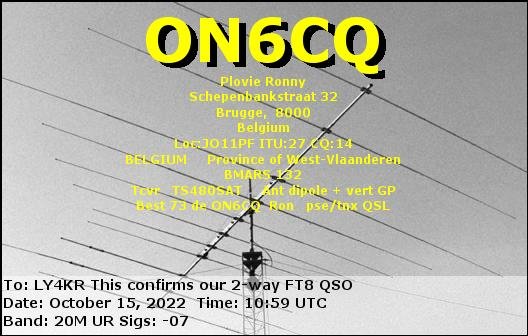 ON6CQ
Plovie Ronny
Schepenbankstraat 32
Brugge, 8000
Belgium
Loc:JO11PF ITU:27 CQ:14
BELGIUM Province of West-Vlaanderen
BMARS 132
Tcvr TS480SAT Ant dipole + vert GP
Best 73 de ON6CQ Ron pse/tnx QSL
To: LY4KR This confirms our 2-way FT8 QSO
Date: October 15, 2022 Time: 10:59 UTC
Band: 20M UR Sigs: -07